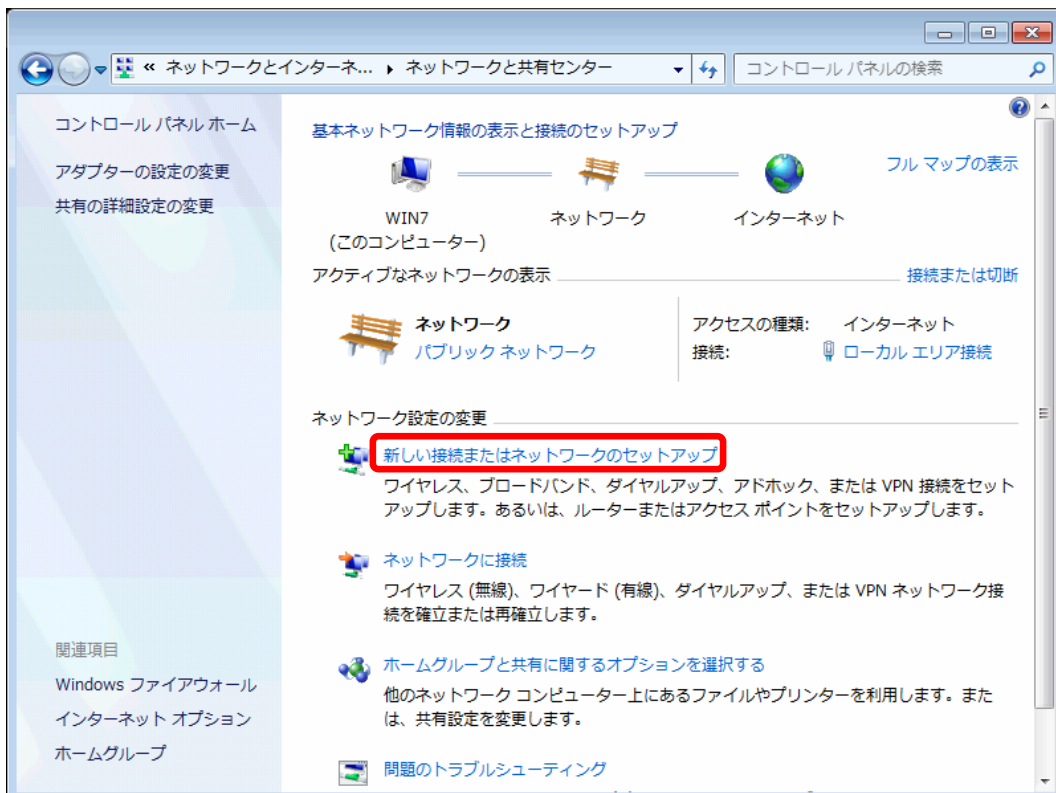 « ネットワークとインターネ... ▸ ネットワークと共有センター
コントロール パネルの検索
コントロール パネル ホーム
アダプターの設定の変更
共有の詳細設定の変更
基本ネットワーク情報の表示と接続のセットアップ
フル マップの表示
WIN7
(このコンピューター)
ネットワーク
インターネット
アクティブなネットワークの表示
接続または切断
ネットワーク
パブリック ネットワーク
アクセスの種類: インターネット
接続: ローカル エリア接続
ネットワーク設定の変更
新しい接続またはネットワークのセットアップ
ワイヤレス、ブロードバンド、ダイヤルアップ、アドホック、または VPN 接続をセット
アップします。あるいは、ルーターまたはアクセス ポイントをセットアップします。
ネットワークに接続
ワイヤレス (無線)、ワイヤード (有線)、ダイヤルアップ、または VPN ネットワーク接
続を確立または再確立します。
ホームグループと共有に関するオプションを選択する
他のネットワーク コンピューター上にあるファイルやプリンターを利用します。また
は、共有設定を変更します。
問題のトラブルシューティング
関連項目
Windows ファイアウォール
インターネット オプション
ホームグループ